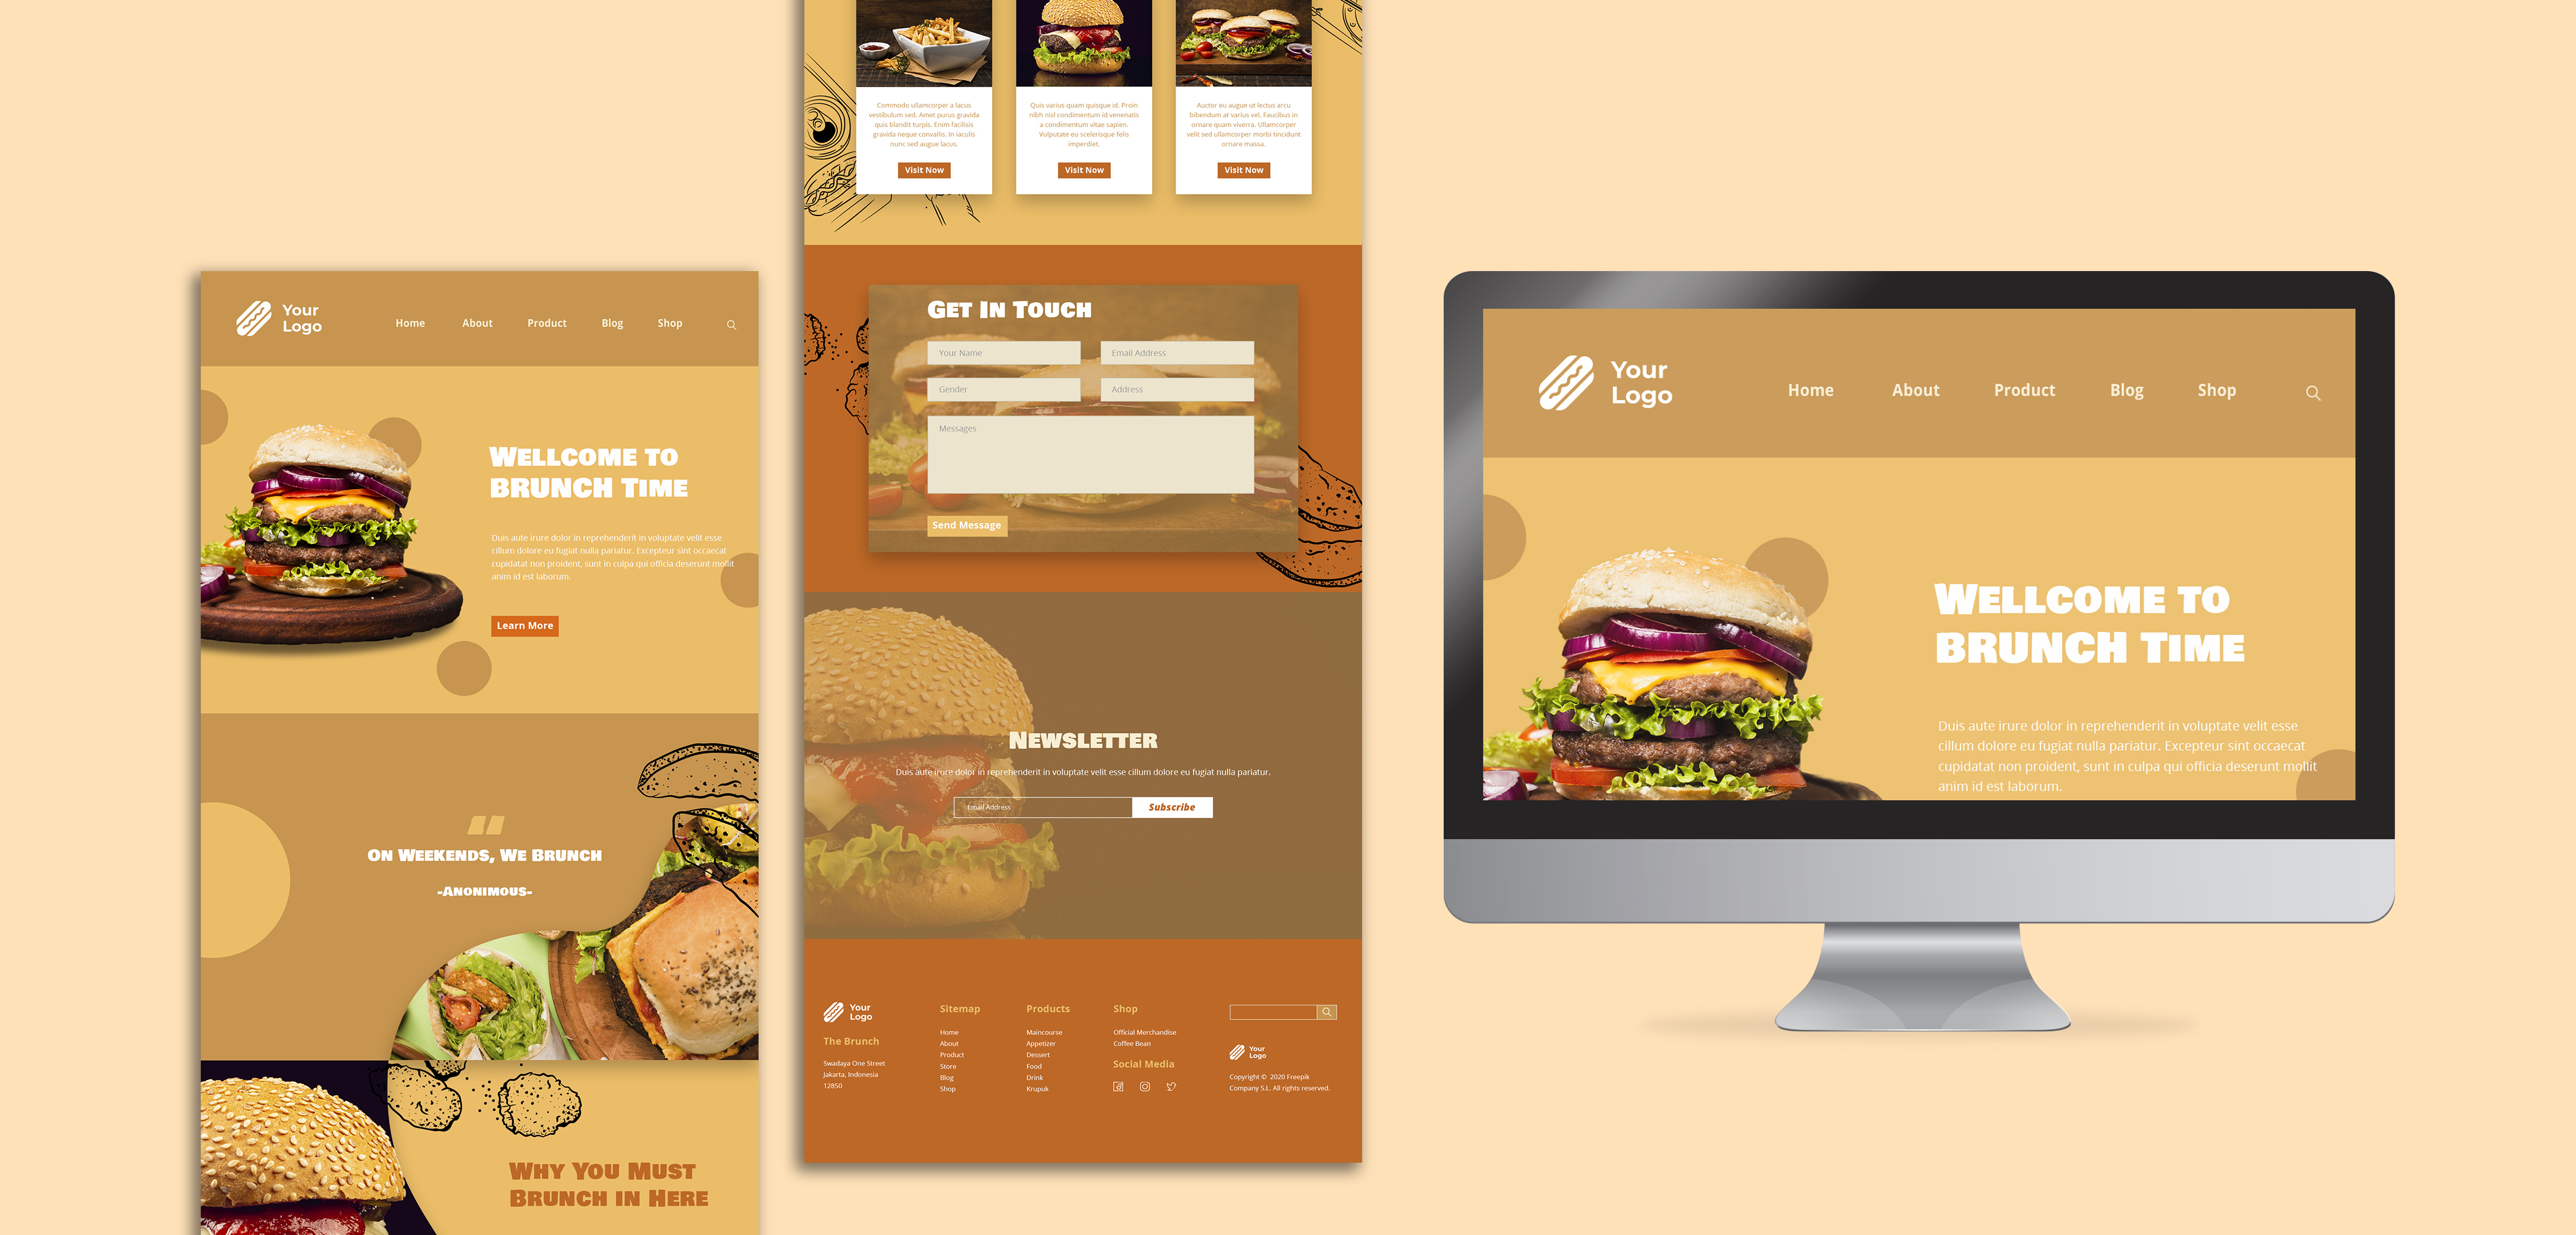 Your
Logo
Home About Product Blog Shop
WELLCOME TO
BRUNCH TIME
Duis aute irure dolor in reprehenderit in voluptate velit esse
cillum dolore eu fugiat nulla pariatur. Excepteur sint occaecat
cupidatat non proident, sunt in culpa qui officia deserunt mollit
anim id est laborum.
Learn More
"
ON WEEKENDS, WE BRUNCH
-ANONIMOUS-
WHY YOU MUST
BRUNCH IN HERE
Commodo ullamcorper a lacus
vestibulum sed. Amet purus gravida
quis blandit turpis. Enim facilisis
gravida neque convallis. In iaculis
nunc sed augue lacus.
Visit Now
Quis varius quam quisque id. Proin
nibh nisl condimentum id venenatis
a condimentum vitae sapien.
Vulputate eu scelerisque felis
imperdiet.
Visit Now
Auctor eu augue ut lectus arcu
bibendum at varius vel. Faucibus in
ornare quam viverra. Ullamcorper
velit sed ullamcorper morbi tincidunt
ornare massa.
Visit Now
GET IN TOUCH
Your Name
Email Address
Gender
Address
Messages
Send Message
NEWSLETTER
Duis aute irure dolor in reprehenderit in voluptate velit esse cillum dolore eu fugiat nulla pariatur.
Email Address
Subscribe
Your
Logo
The Brunch
Swadaya One Street
Jakarta, Indonesia
12850
Sitemap
Home
About
Product
Store
Blog
Shop
Products
Maincourse
Appetizer
Dessert
Food
Drink
Krupuk
Shop
Official Merchandise
Coffee Bean
Social Media
Your
Logo
Copyright © 2020 Freepik
Company S.L. All rights reserved.
Your
Logo
Home About Product Blog Shop
WELLCOME TO
BRUNCH TIME
Duis aute irure dolor in reprehenderit in voluptate velit esse
cillum dolore eu fugiat nulla pariatur. Excepteur sint occaecat
cupidatat non proident, sunt in culpa qui officia deserunt mollit
anim id est laborum.